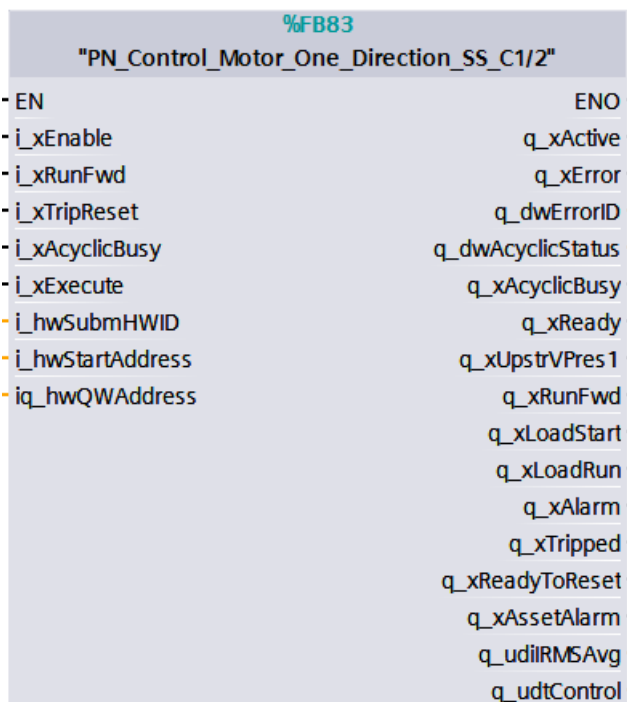 %FB83
"PN_Control_Motor_One_Direction_SS_C1/2"
EN ENO
i_xEnable q_xActive
i_xRunFwd q_xError
i_xTripReset q_dwErrorID
i_xAcyclicBusy q_dwAcyclicStatus
i_xExecute q_xAcyclicBusy
i_hwSubmHWID q_xReady
i_hwStartAddress q_xUpstrVPres1
iq_hwQWAddress q_xRunFwd
q_xLoadStart
q_xLoadRun
q_xAlarm
q_xTripped
q_xReadyToReset
q_xAssetAlarm
q_udiIRMSAvg
q_udtControl